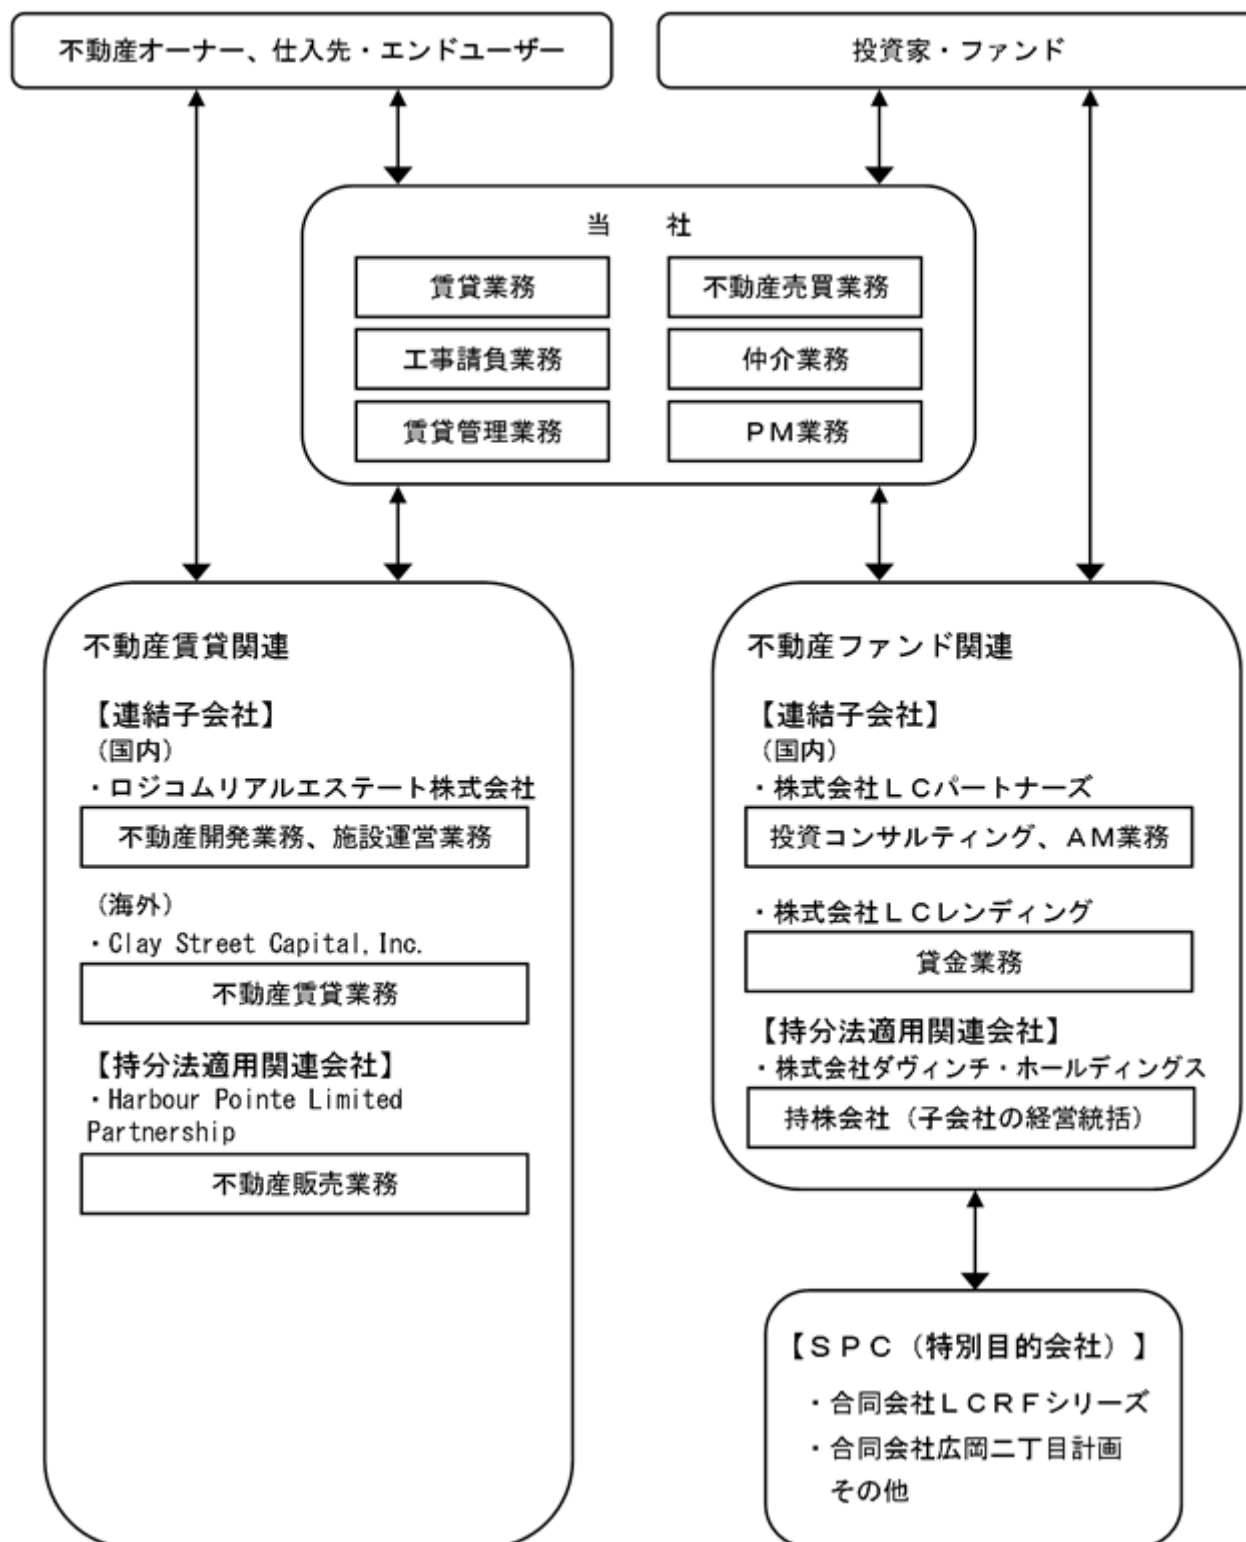 不動産オーナー、仕入先・エンドユーザー
投資家・ファンド
当　社
賃貸業務
不動産売買業務
工事請負業務
仲介業務
賃貸管理業務
ＰＭ業務
不動産賃貸関連
【連結子会社】
（国内）
・ロジコムリアルエステート株式会社
不動産開発業務、施設運営業務
（海外）
・Clay Street Capital, Inc.
不動産賃貸業務
【持分法適用関連会社】
・Harbour Pointe Limited
Partnership
不動産販売業務
不動産ファンド関連
【連結子会社】
（国内）
・株式会社ＬＣパートナーズ
投資コンサルティング、ＡＭ業務
・株式会社ＬＣレンディング
貸金業務
【持分法適用関連会社】
・株式会社ダヴィンチ・ホールディングス
持株会社（子会社の経営統括）
【ＳＰＣ（特別目的会社）】
・合同会社ＬＣＲＦシリーズ
・合同会社広岡二丁目計画
その他